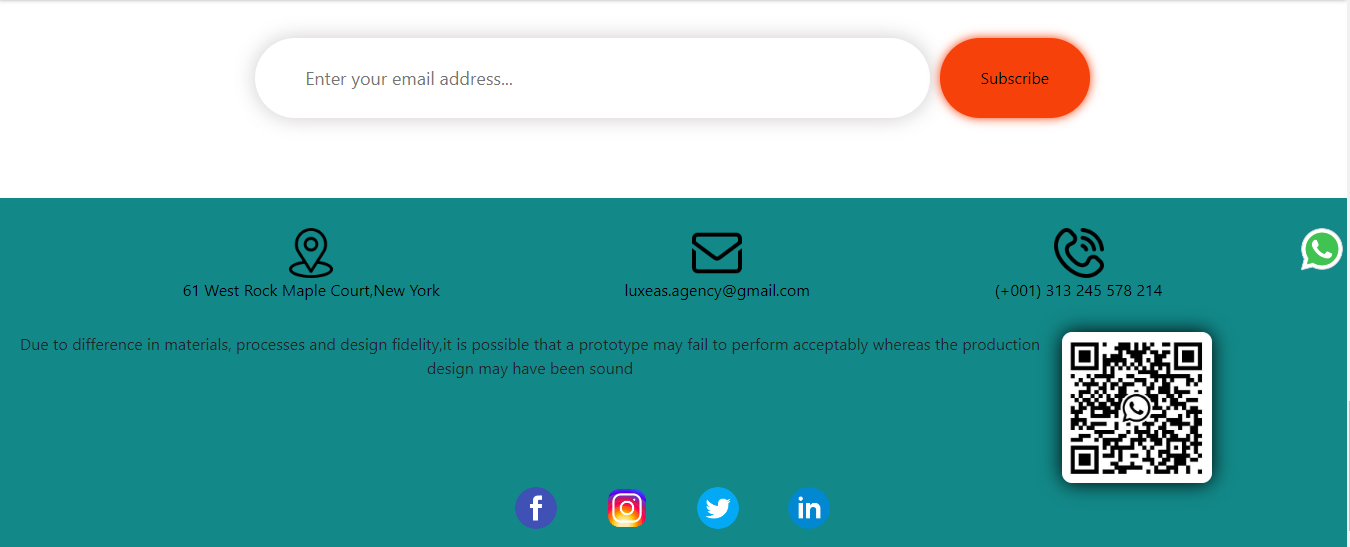 Enter your email address...
Subscribe
61 West Rock Maple Court,New York
luxeas.agency@gmail.com
(+001) 313 245 578 214
Due to difference in materials, processes and design fidelity,it is possible that a prototype may fail to perform acceptably whereas the production
design may have been sound